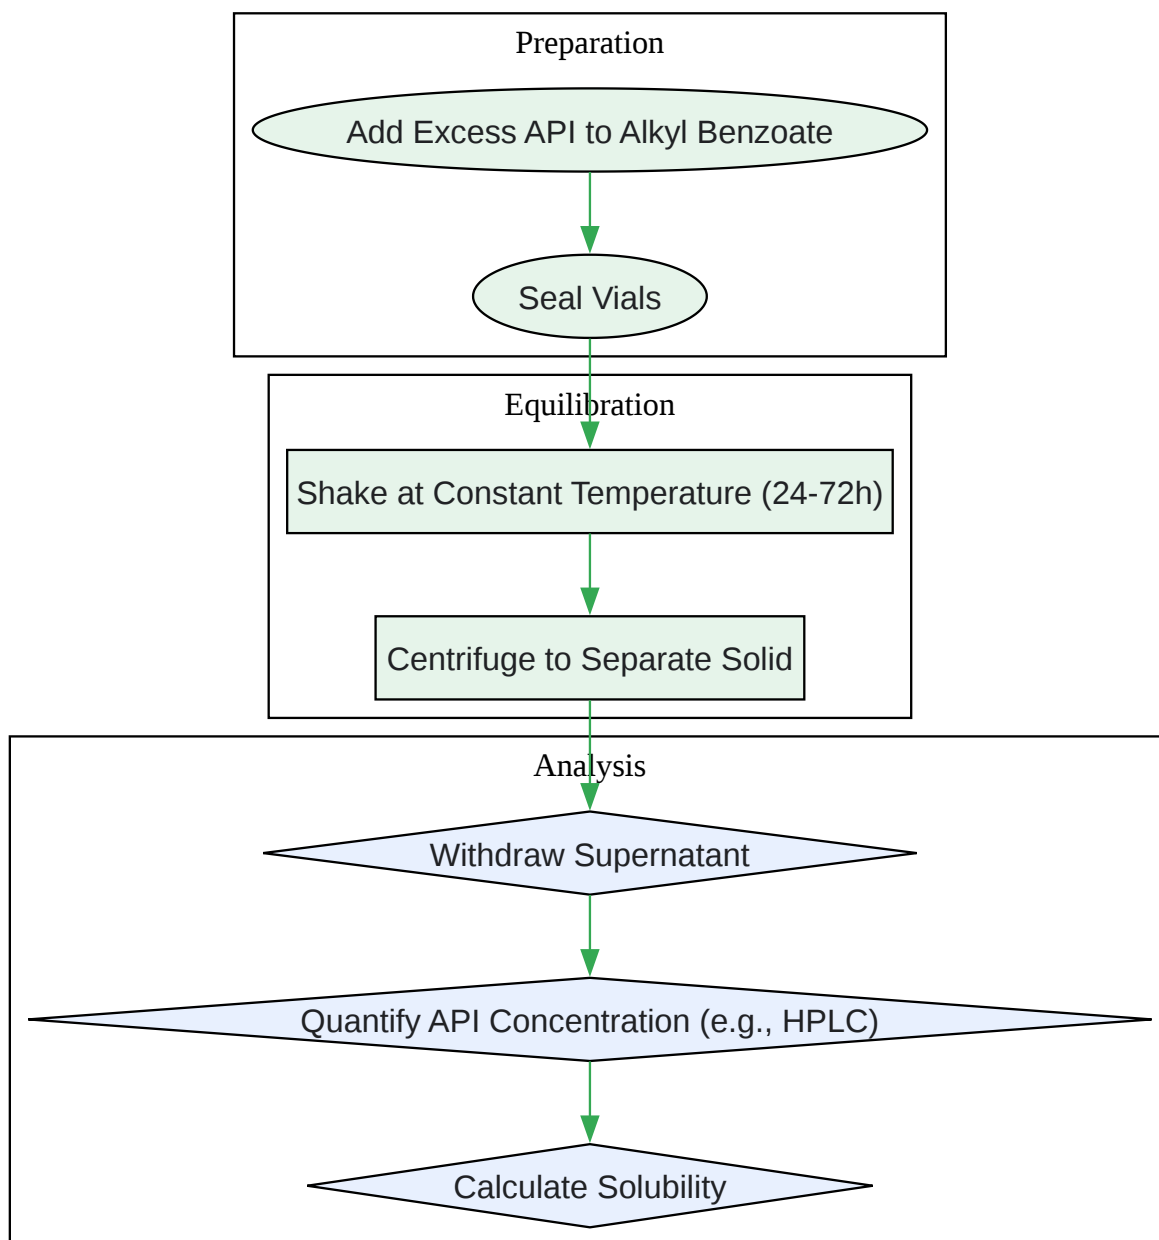 Preparation
Add Excess API to Alkyl Benzoate
Seal Vials
Equilibration
Shake at Constant Temperature (24-72h)
Centrifuge to Separate Solid
Analysis
Withdraw Supernatant
Quantify API Concentration (e.g., HPLC)
Calculate Solubility